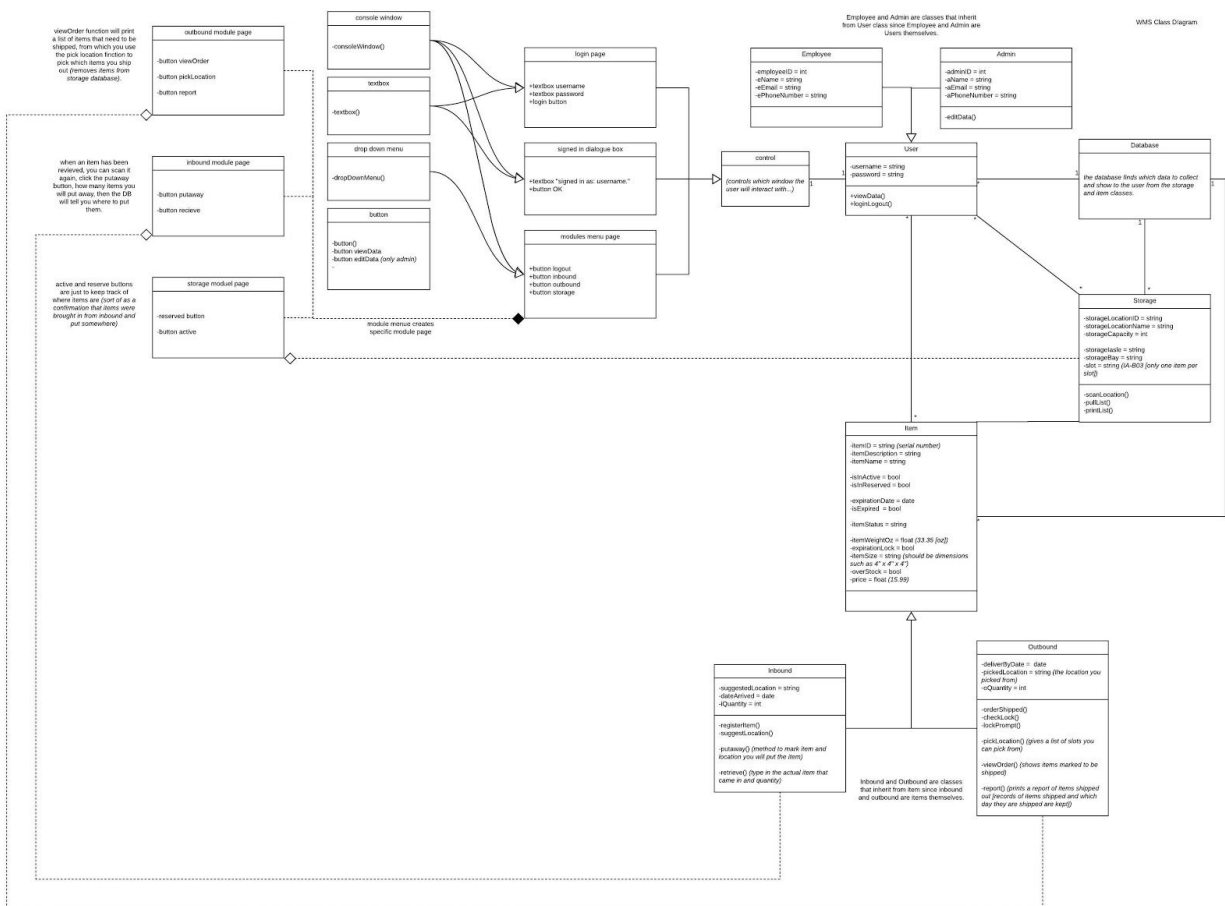 WMS Class Diagram
viewOrder function will print
a list of items that need to be
shipped, from which you use
the pick location finction to
pick which items you ship
out (removes items from
storage database).
outbound module page
-button viewOrder
-button pickLocation
-button report
when an item has been
revieved, you can scan it
again, click the putaway
button, how many items you
will put away, then the DB
will tell you where to put
them.
inbound module page
-button putaway
-button recieve
active and reserve buttons
are just to keep track of
where items are (sort of as a
confirmation that items were
brought in from inbound and
put somewhere)
storage moduel page
-reserved button
-button active
console window
-consoleWindow()
textbox
-textbox()
drop down menu
-dropDownMenu()
button
-button()
-button viewData
-button editData (only admin)
-
module menue creates
specific module page
login page
+textbox username
+textbox password
+login button
signed in dialogue box
+textbox "signed in as: username."
+button OK
modules menu page
+button logout
+button inbound
+button outbound
+button storage
control
(controls which window the
user will interact with...)
1
1
Employee and Admin are classes that inherit
from User class since Employee and Admin are
Users themselves.
Employee
-employeeID = int
-eName = string
-eEmail = string
-ePhoneNumber = string
Admin
-adminID = int
-aName = string
-aEmail = string
-aPhoneNumber = string
-editData()
User
-username = string
-password = string
+viewData()
+loginLogout()
*
1
*
*
Database
the database finds which data to collect
and show to the user from the storage
and item classes.
1
1
*
*
Storage
-storageLocationID = string
-storageLocationName = string
-storageCapacity = int
-storageIasle = string
-storageBay = string
-slot = string (IA-B03 [only one item per
slot])
-scanLocation()
-pullList()
-printList()
*
Item
-itemID = string (serial number)
-itemDescription = string
-itemName = string
-isInActive = bool
-isInReserved = bool
-expirationDate = date
-isExpired = bool
-itemStatus = string
-itemWeightOz = float (33.35 [oz])
-expirationLock = bool
-itemSize = string (should be dimensions
such as 4" x 4" x 4")
-overStock = bool
-price = float (15.99)
*
Inbound
-suggestedLocation = string
-dateArrived = date
-iQuantity = int
-registerItem()
-suggestLocation()
-putaway() (method to mark item and
location you will put the item)
-retrieve() (type in the actual item that
came in and quantity)
Inbound and Outbound are classes
that inherit from item since inbound
and outbound are items themselves.
Outbound
-deliverByDate = date
-pickedLocation = string (the location you
picked from)
-oQuantity = int
-orderShipped()
-checkLock()
-lockPrompt()
-pickLocation() (gives a list of slots you
can pick from)
-viewOrder() (shows items marked to be
shipped)
-report() (prints a report of items shipped
out [records of items shipped and which
day they are shipped are kept])